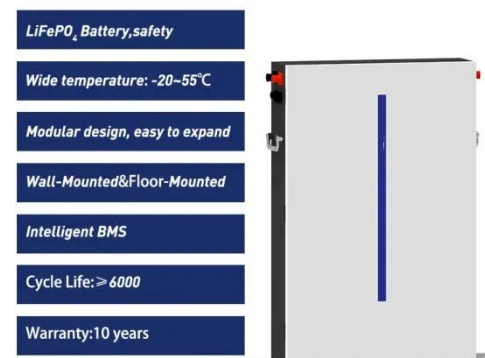 LiFePO₄ Battery,safety
Wide temperature: -20~55℃
Modular design, easy to expand
Wall-Mounted&Floor-Mounted
Intelligent BMS
Cycle Life:≥6000
Warranty:10 years